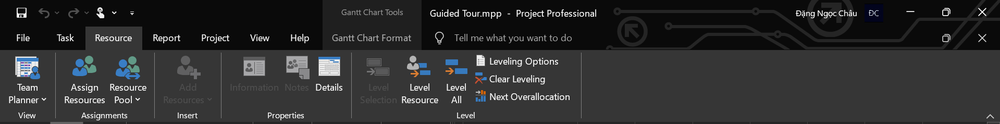 Gantt Chart Tools
Guided Tour.mpp - Project Professional
Đặng Ngọc Châu
ĐC
File Task Resource Report Project View Help Gantt Chart Format Tell me what you want to do
Team Planner
View
Assign Resources
Resource Pool
Assignments
Add Resources
Insert
Information
Notes
Details
Properties
Level Selection
Level Resource
Level All
Leveling Options
Clear Leveling
Next Overallocation
Level